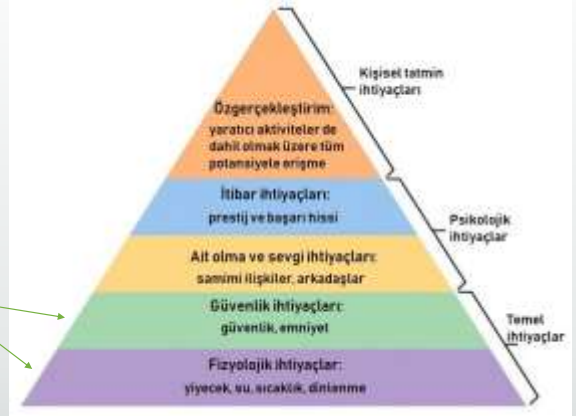 Özgerçekleştirim:
yaratıcı aktiviteler de
dahil olmak üzere tüm
potansiyele erişme
Kişisel tatmin
ihtiyaçları
İtibar ihtiyaçları:
prestij ve başarı hissi
Psikolojik
ihtiyaçlar
Ait olma ve sevgi ihtiyaçları:
samimi ilişkiler, arkadaşlar
Güvenlik ihtiyaçları:
güvenlik, emniyet
Temel
ihtiyaçlar
Fizyolojik ihtiyaçlar:
yiyecek, su, sıcaklık, dinlenme